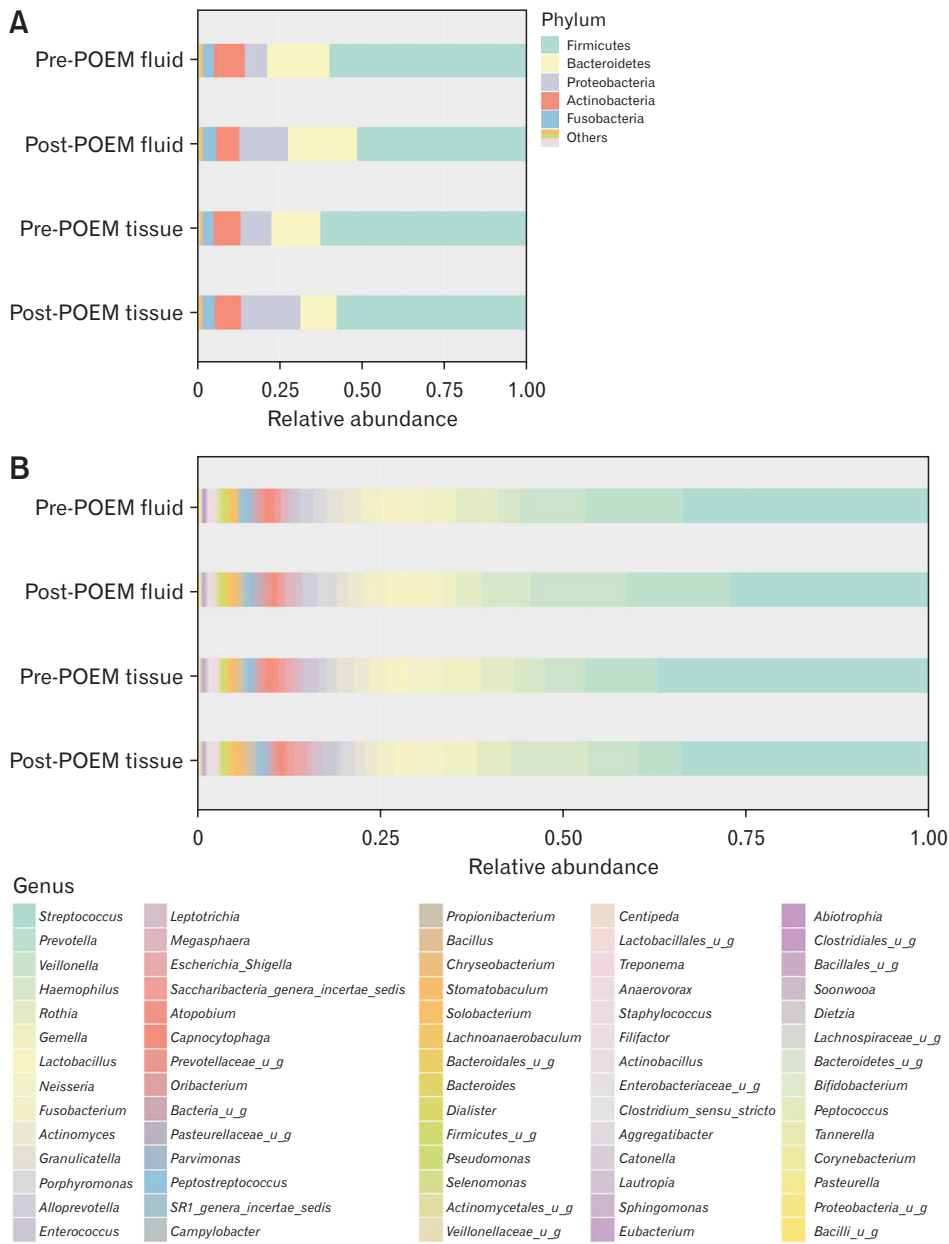 A
Phylum
Firmicutes
Bacteroidetes
Proteobacteria
Actinobacteria
Fusobacteria
Others
Pre-POEM fluid
Post-POEM fluid
Pre-POEM tissue
Post-POEM tissue
0 0.25 0.50 0.75 1.00
Relative abundance
B
Pre-POEM fluid
Post-POEM fluid
Pre-POEM tissue
Post-POEM tissue
0 0.25 0.50 0.75 1.00
Relative abundance
Genus
Streptococcus
Prevotella
Veillonella
Haemophilus
Rothia
Gemella
Lactobacillus
Neisseria
Fusobacterium
Actinomyces
Granulicatella
Porphyromonas
Alloprevotella
Enterococcus
Leptotrichia
Megasphaera
Escherichia_Shigella
Saccharibacteria_genera_incertae_sedis
Atopobium
Capnocytophaga
Prevotellaceae_u_g
Oribacterium
Bacteria_u_g
Pasteurellaceae_u_g
Parvimonas
Peptostreptococcus
SR1_genera_incertae_sedis
Campylobacter
Propionibacterium
Bacillus
Chryseobacterium
Stomatobaculum
Solobacterium
Lachnoanaerobaculum
Bacteroidales_u_g
Bacteroides
Dialister
Firmicutes_u_g
Pseudomonas
Selenomonas
Actinomycetales_u_g
Veillonellaceae_u_g
Centipeda
Lactobacillales_u_g
Treponema
Anaerovorax
Staphylococcus
Filifactor
Actinobacillus
Enterobacteriaceae_u_g
Clostridium_sensu_stricto
Aggregatibacter
Catonella
Lautropia
Sphingomonas
Eubacterium
Abiotrophia
Clostridiales_u_g
Bacillales_u_g
Soonwooa
Dietzia
Lachnospiraceae_u_g
Bacteroidetes_u_g
Bifidobacterium
Peptococcus
Tannerella
Corynebacterium
Pasteurella
Proteobacteria_u_g
Bacilli_u_g